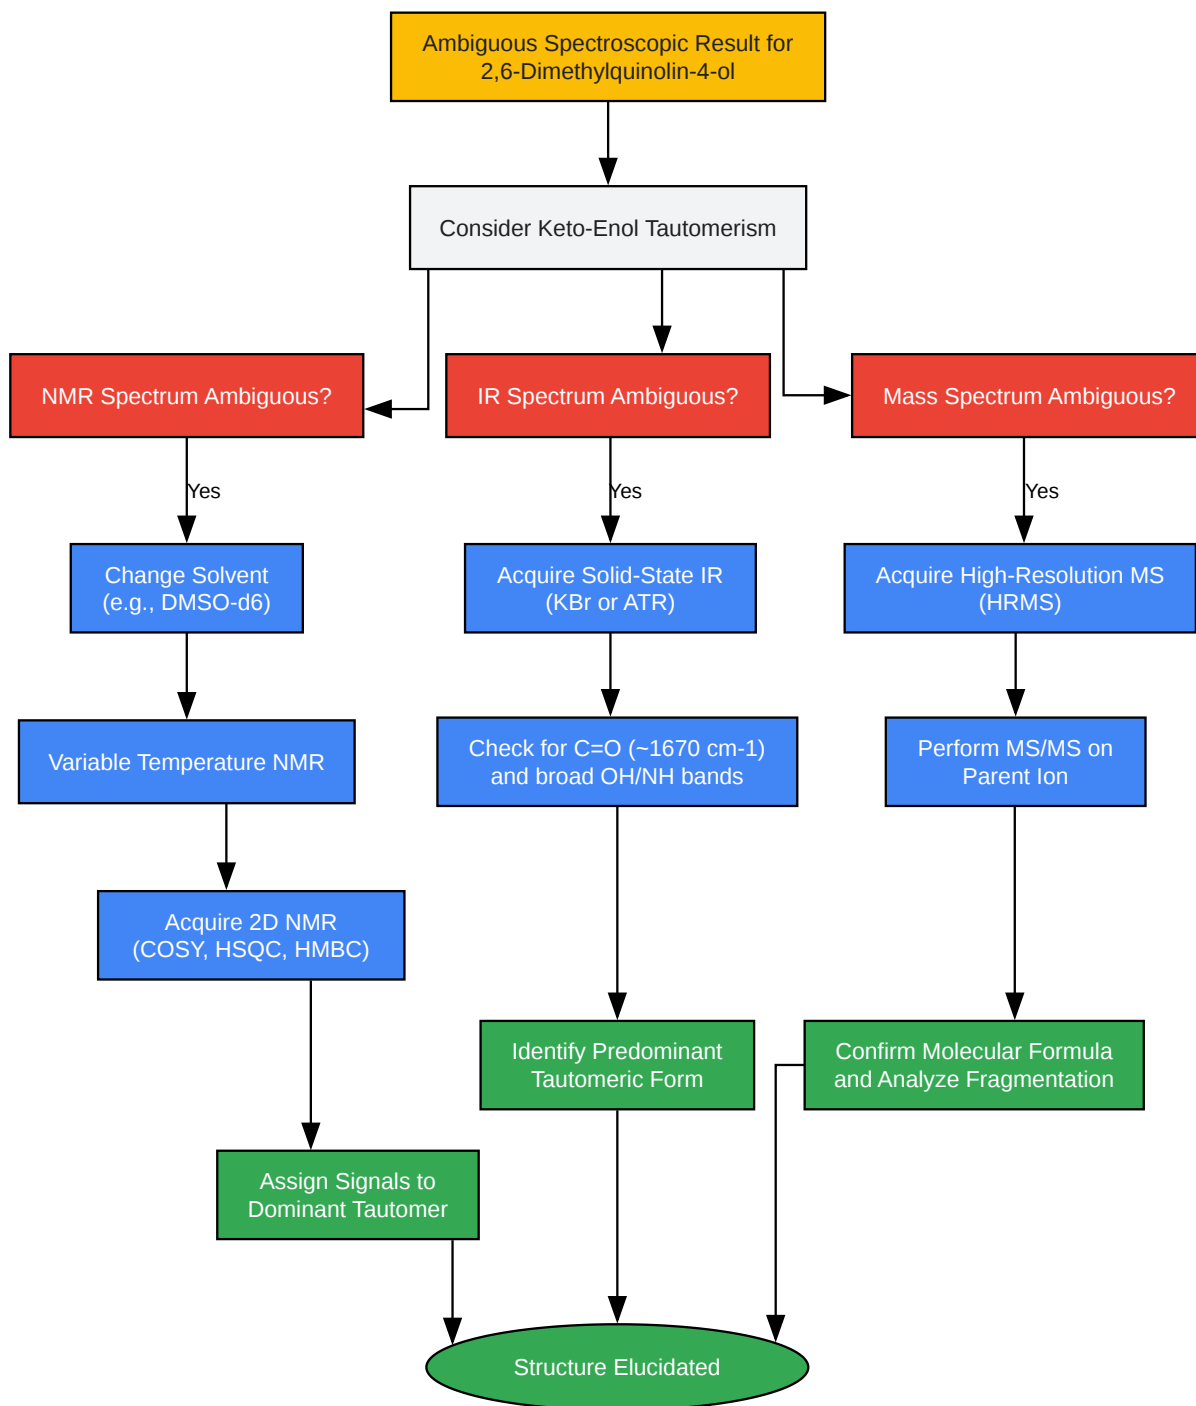 Ambiguous Spectroscopic Result for
2,6-Dimethylquinolin-4-ol
Consider Keto-Enol Tautomerism
NMR Spectrum Ambiguous?
IR Spectrum Ambiguous?
Mass Spectrum Ambiguous?
Yes
Yes
Yes
Change Solvent
(e.g., DMSO-d6)
Acquire Solid-State IR
(KBr or ATR)
Acquire High-Resolution MS
(HRMS)
Variable Temperature NMR
Check for C=O (~1670 cm-1)
and broad OH/NH bands
Perform MS/MS on
Parent Ion
Acquire 2D NMR
(COSY, HSQC, HMBC)
Identify Predominant
Tautomeric Form
Confirm Molecular Formula
and Analyze Fragmentation
Assign Signals to
Dominant Tautomer
Structure Elucidated